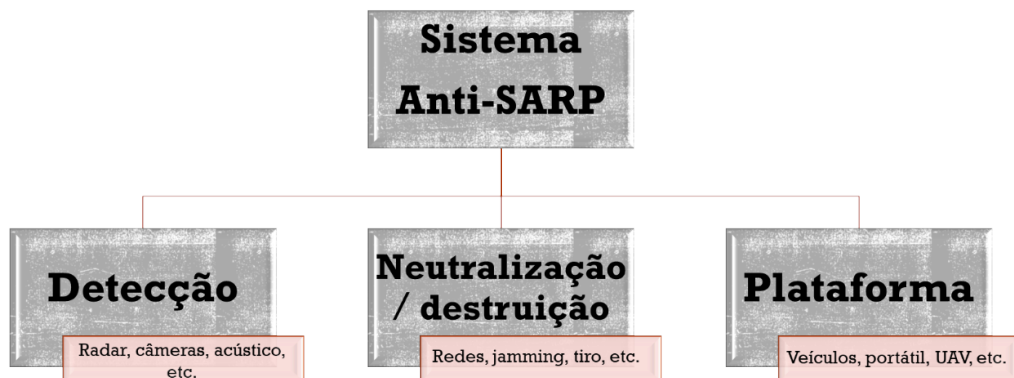 Sistema
Anti-SARP
Detecção
Radar, câmeras, acústico,
etc.
Neutralização
/ destruição
Redes, jamming, tiro, etc.
Plataforma
Veículos, portátil, UAV, etc.